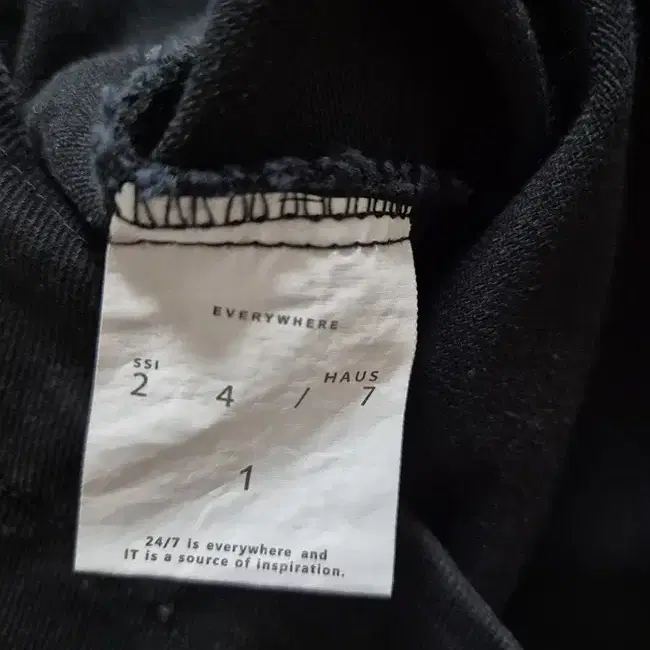 EVERYWHERE
SSI HAUS
2 4 / 7
1
24/7 is everywhere and
IT is a source of inspiration.